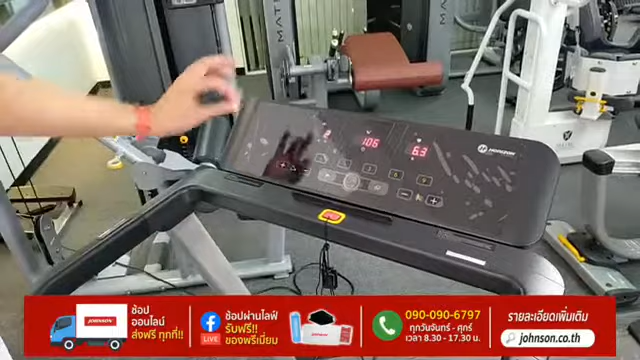 MATRIX
MATRIX
HORIZON
106
6.3
JOHNSON
ช้อป
ออนไลน์
ส่งฟรี ทุกที่!!
LIVE
ช้อปผ่านไลฟ์
รับฟรี!!
ของพรีเมียม
090-090-6797
ทุกวันจันทร์ - ศุกร์
เวลา 8.30 - 17.30น.
รายละเอียดเพิ่มเติม
johnson.co.th